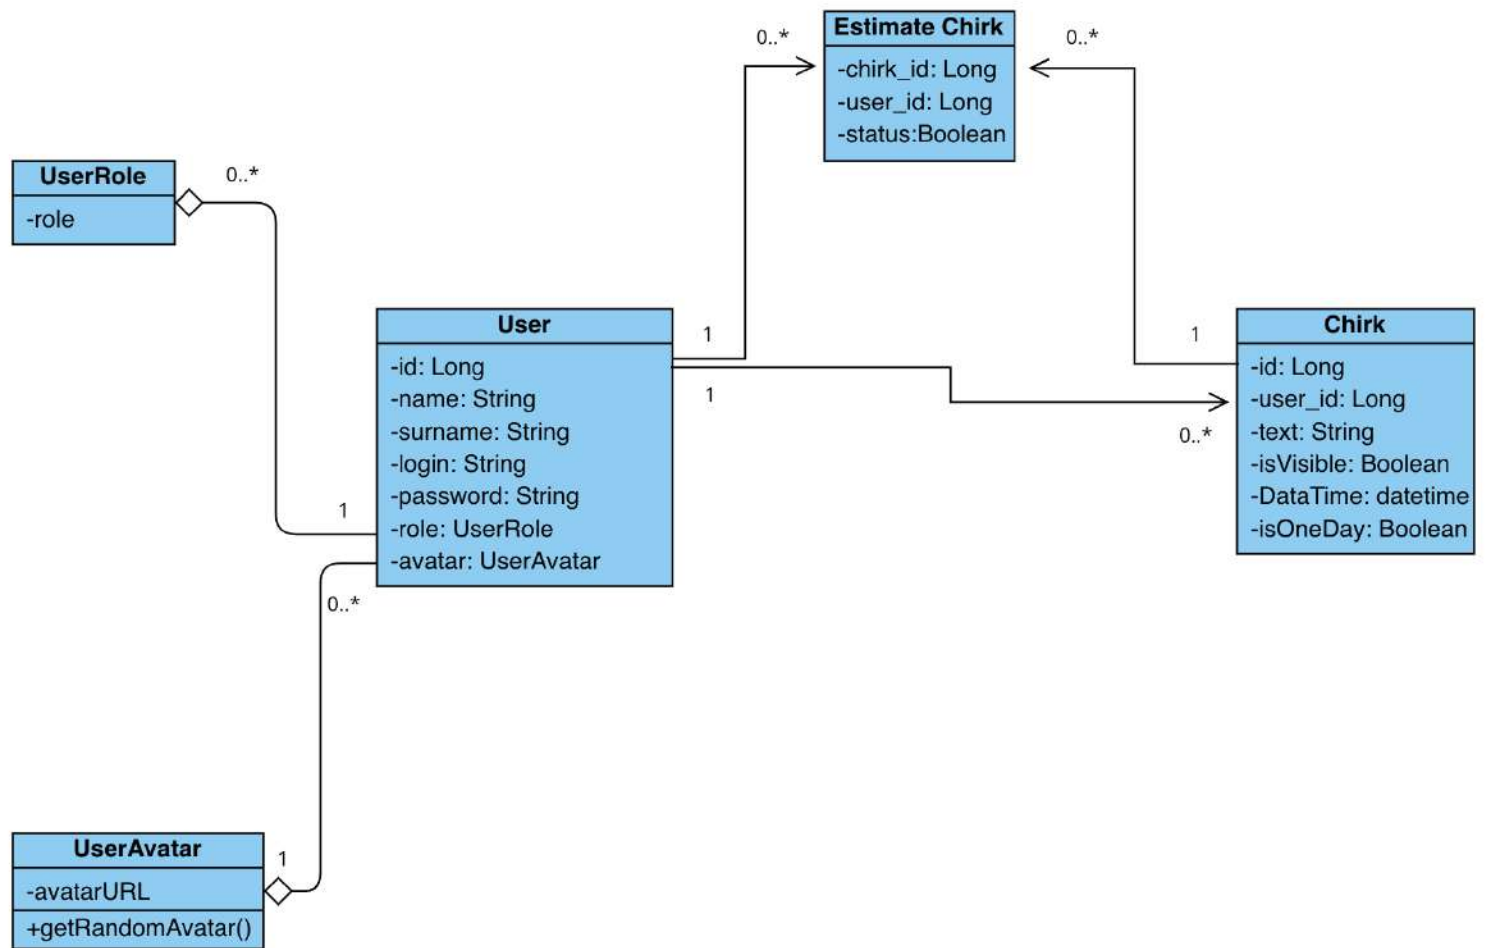 Estimate Chirk
-chirk_id: Long
-user_id: Long
-status:Boolean
0..*
0..*
UserRole
-role
0..*
User
-id: Long
-name: String
-surname: String
-login: String
-password: String
-role: UserRole
-avatar: UserAvatar
1
1
1
0..*
Chirk
-id: Long
-user_id: Long
-text: String
-isVisible: Boolean
-DataTime: datetime
-isOneDay: Boolean
1
0..*
UserAvatar
-avatarURL
+getRandomAvatar()
1